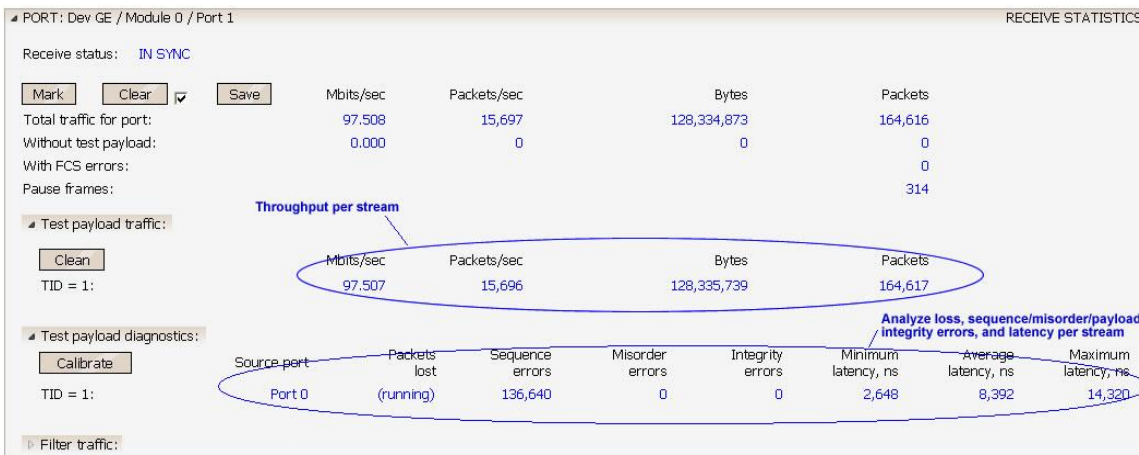 PORT: Dev GE / Module 0 / Port 1 RECEIVE STATISTICS
Receive status: IN SYNC
Mark Clear Save Mbits/sec Packets/sec Bytes Packets
Total traffic for port: 97.508 15,697 128,334,873 164,616
Without test payload: 0.000 0 0 0
With FCS errors: 0
Pause frames: 314
Throughput per stream
Test payload traffic:
Clean Mbits/sec Packets/sec Bytes Packets
TID = 1: 97.507 15,696 128,335,739 164,617
Analyze loss, sequence/misorder/payload
integrity errors, and latency per stream
Test payload diagnostics:
Calibrate Source port Packets lost Sequence errors Misorder errors Integrity errors Minimum latency, ns Average latency, ns Maximum latency, ns
TID = 1: Port 0 (running) 136,640 0 0 2,648 8,392 14,320
Filter traffic: